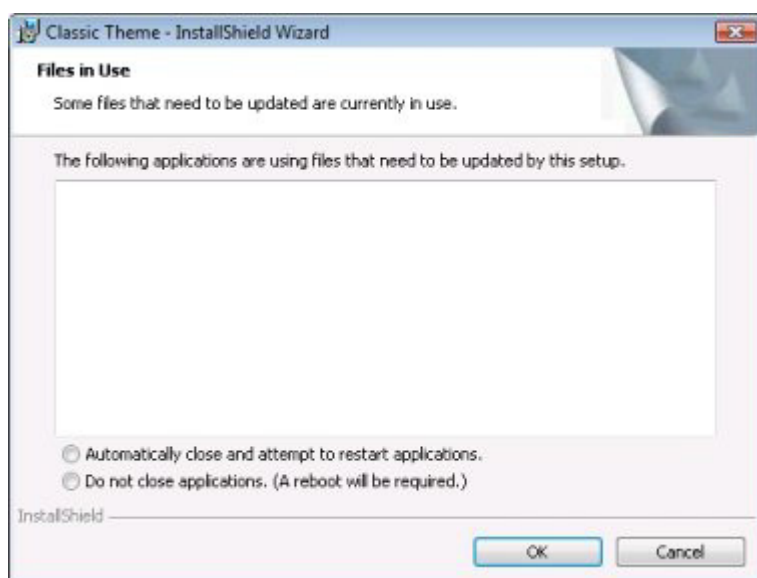 Classic Theme - InstallShield Wizard
Files in Use
Some files that need to be updated are currently in use.
The following applications are using files that need to be updated by this setup.
Automatically close and attempt to restart applications.
Do not close applications. (A reboot will be required.)
InstallShield
OK
Cancel